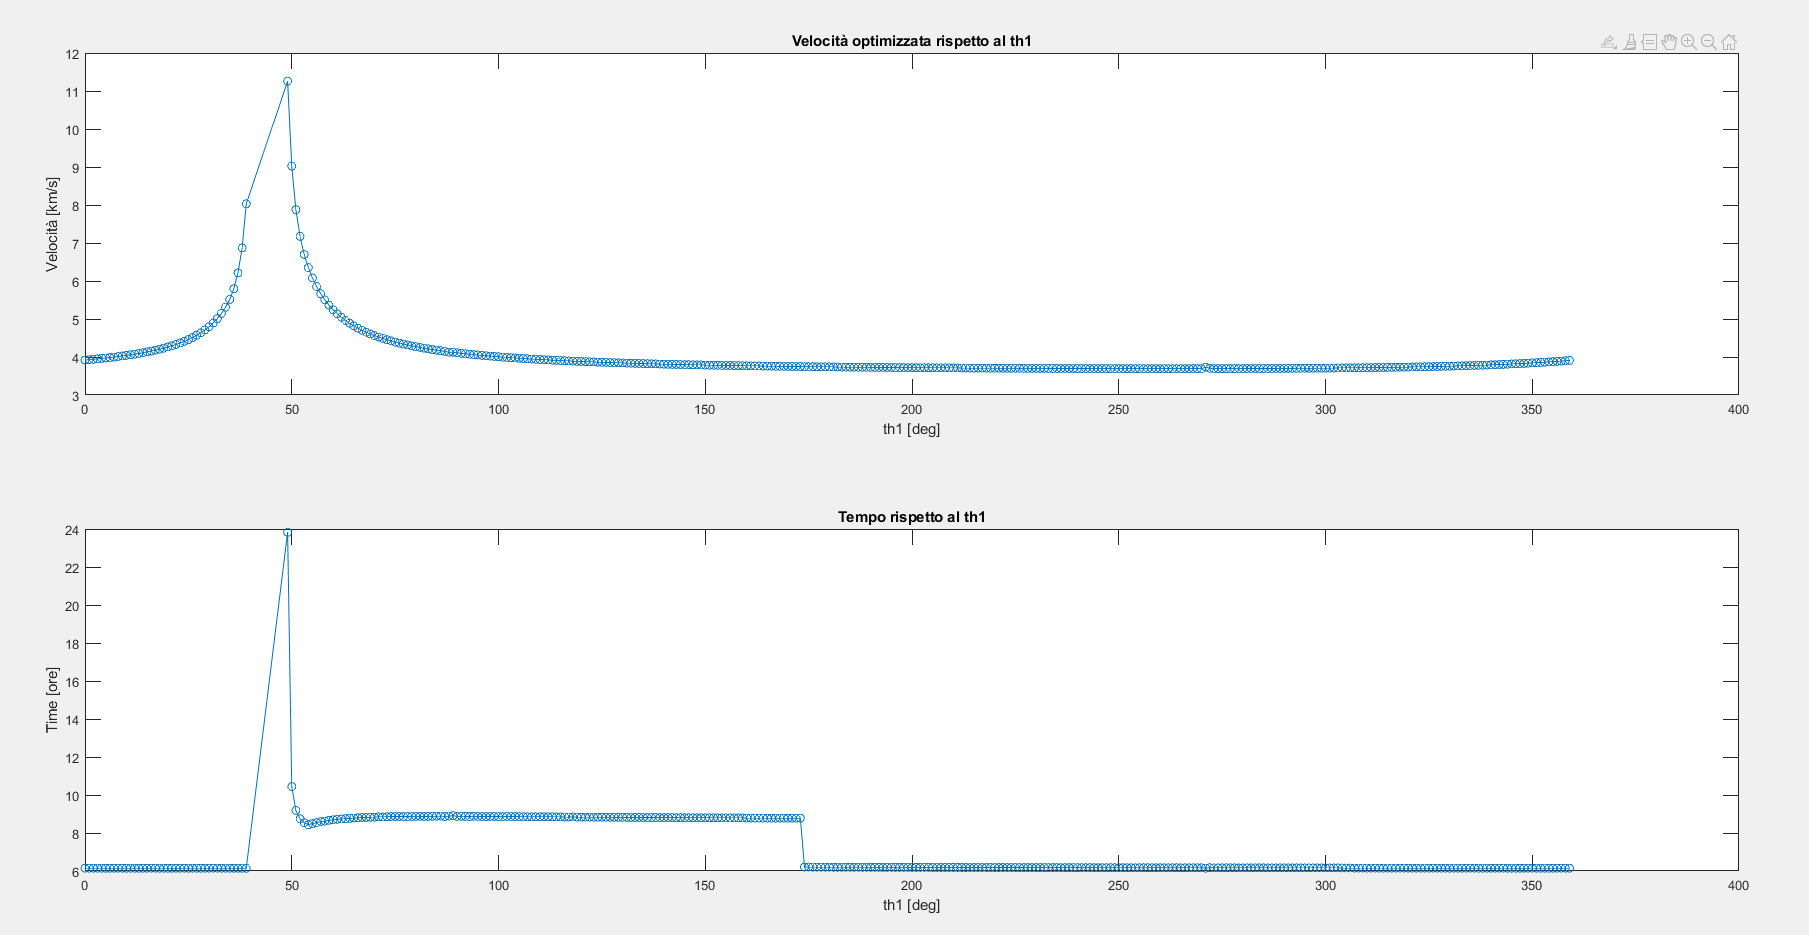 Velocità optimizzata rispetto al th1
12
11
10
9
8
7
6
5
4
3
Velocità [km/s]
0 50 100 150 200 250 300 350 400
th1 [deg]
Tempo rispetto al th1
24
22
20
18
16
14
12
10
8
6
Time [ore]
0 50 100 150 200 250 300 350 400
th1 [deg]